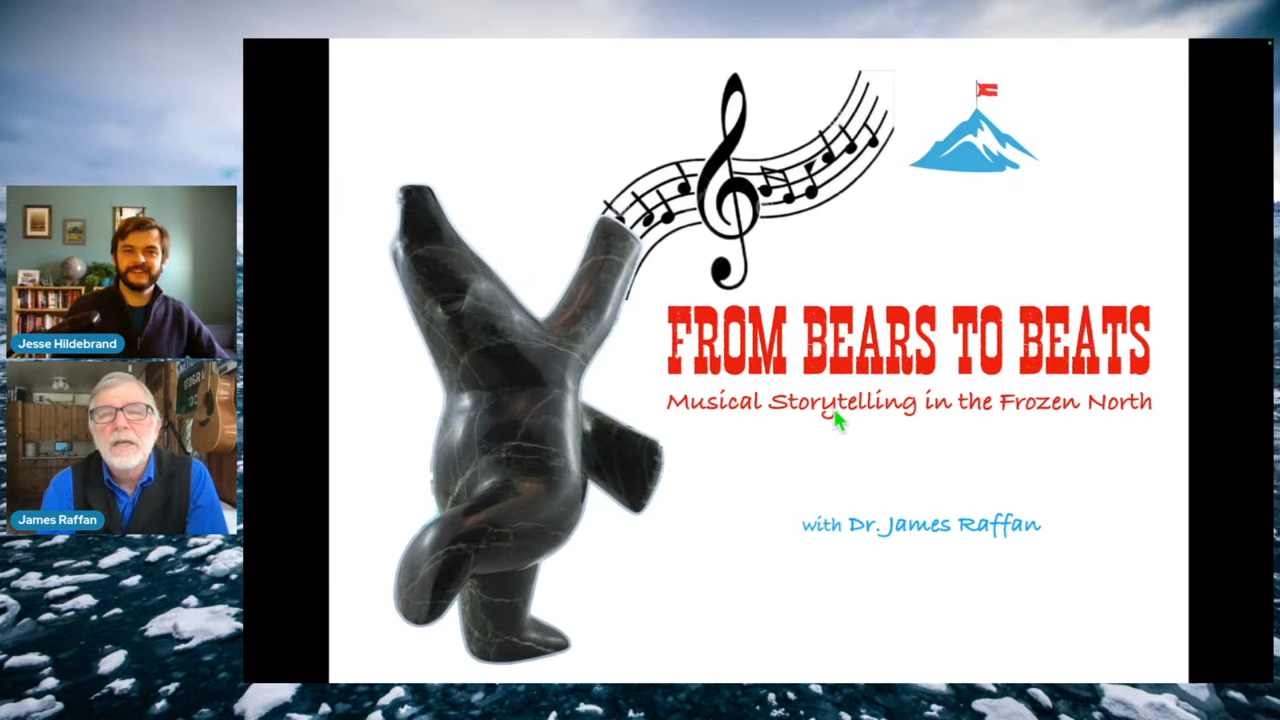 Jesse Hildebrand
James Raffan
FROM BEARS TO BEATS
Musical Storytelling in the Frozen North
with Dr. James Raffan